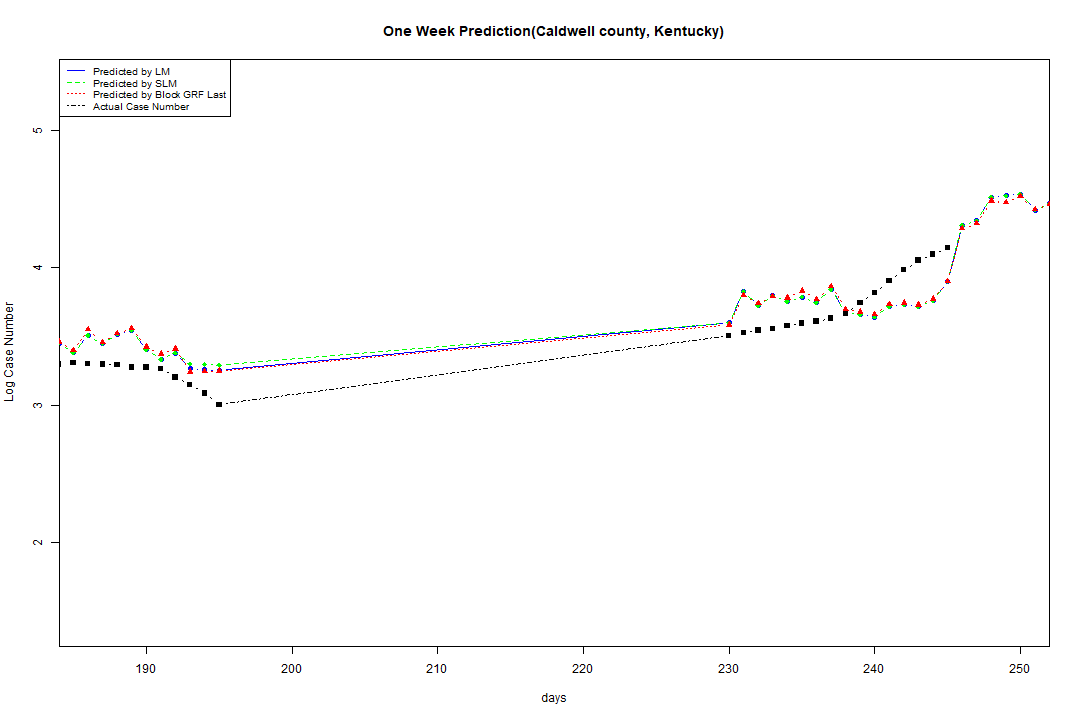 One Week Prediction(Caldwell county, Kentucky)
Predicted by LM
Predicted by SLM
Predicted by Block GRF Last
Actual Case Number
5
4
3
2
Log Case Number
190 200 210 220 230 240 250
days